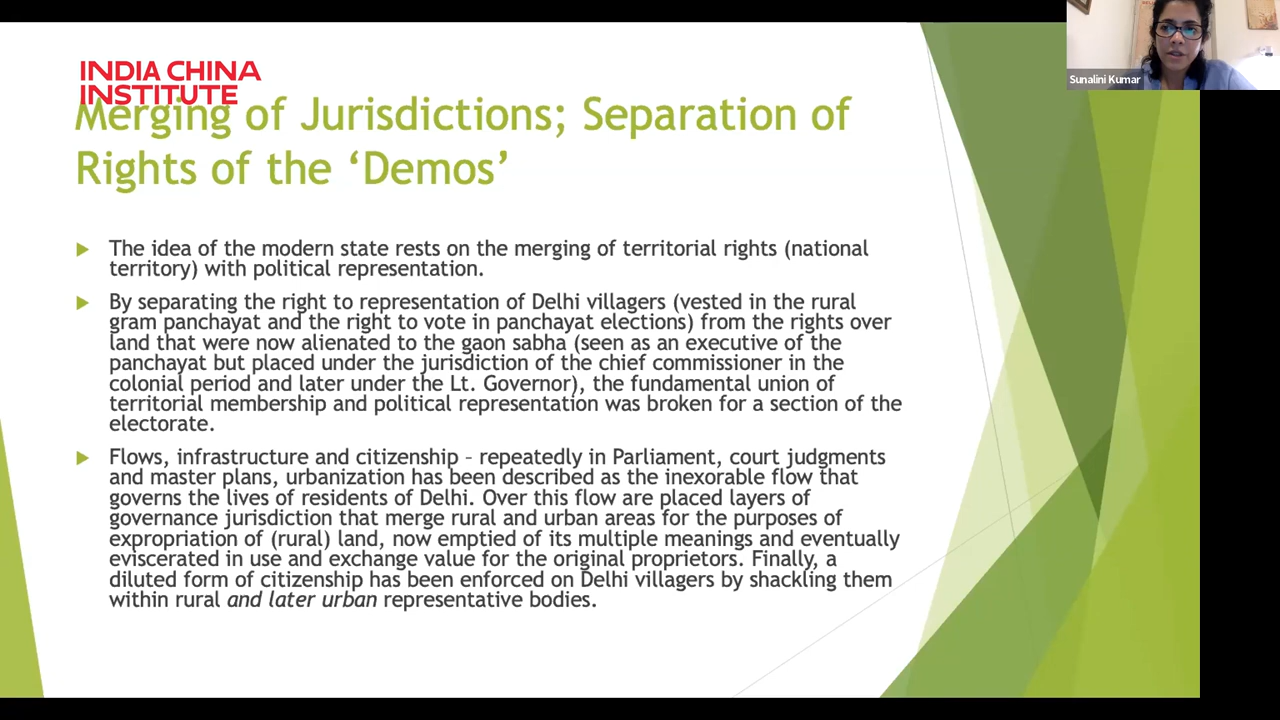 INDIA CHINA
INSTITUTE
Merging of Jurisdictions; Separation of
Rights of the ‘Demos’
The idea of the modern state rests on the merging of territorial rights (national
territory) with political representation.
By separating the right to representation of Delhi villagers (vested in the rural
gram panchayat and the right to vote in panchayat elections) from the rights over
land that were now alienated to the gaon sabha (seen as an executive of the
panchayat but placed under the jurisdiction of the chief commissioner in the
colonial period and later under the Lt. Governor), the fundamental union of
territorial membership and political representation was broken for a section of the
electorate.
Flows, infrastructure and citizenship – repeatedly in Parliament, court judgments
and master plans, urbanization has been described as the inexorable flow that
governs the lives of residents of Delhi. Over this flow are placed layers of
governance jurisdiction that merge rural and urban areas for the purposes of
expropriation of (rural) land, now emptied of its multiple meanings and eventually
eviscerated in use and exchange value for the original proprietors. Finally, a
diluted form of citizenship has been enforced on Delhi villagers by shackling them
within rural and later urban representative bodies.
Sunalini Kumar